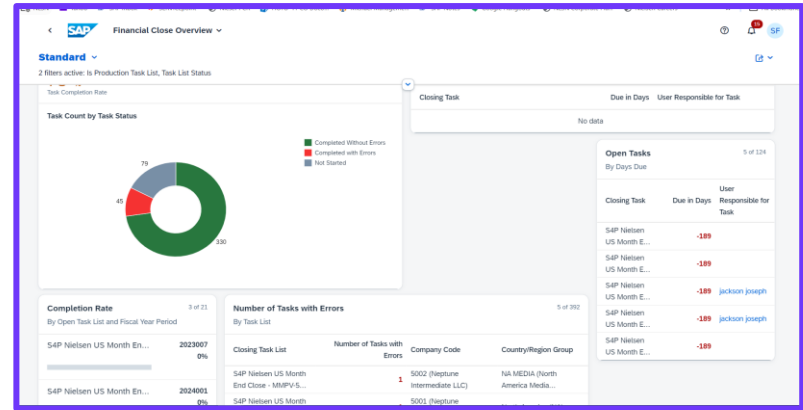 SAP Financial Close Overview
19
SF
Standard
2 filters active: Is Production Task List, Task List Status
Task Completion Rate
Task Count by Task Status
Completed Without Errors
Completed with Errors
Not Started
79
45
330
Closing Task Due in Days User Responsible for Task
No data
Open Tasks 5 of 124
By Days Due
Closing Task Due in Days User Responsible for Task
S4P Nielsen US Month E... -189
S4P Nielsen US Month E... -189
S4P Nielsen US Month E... -189 jackson joseph
S4P Nielsen US Month E... -189 jackson joseph
S4P Nielsen US Month E... -189
Completion Rate 3 of 21
By Open Task List and Fiscal Year Period
S4P Nielsen US Month En... 2023007
0%
S4P Nielsen US Month En... 2024001
0%
Number of Tasks with Errors 5 of 392
By Task List
Closing Task List Number of Tasks with Errors Company Code Country/Region Group
S4P Nielsen US Month End Close - MMPV-5... 1 5002 (Neptune Intermediate LLC) NA MEDIA (North America Media...
S4P Nielsen US Month 5001 (Neptune